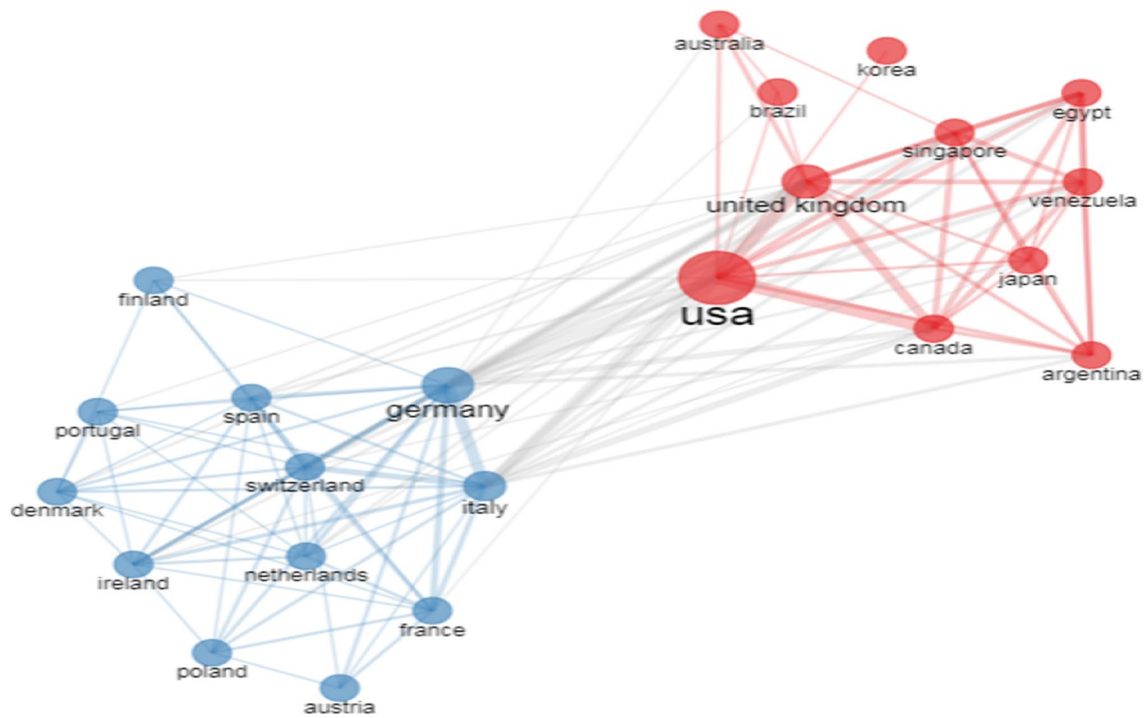 australia
korea
brazil
egypt
singapore
united kingdom
venezuela
japan
usa
canada
argentina
finland
spain
germany
portugal
switzerland
italy
denmark
netherlands
ireland
france
poland
austria